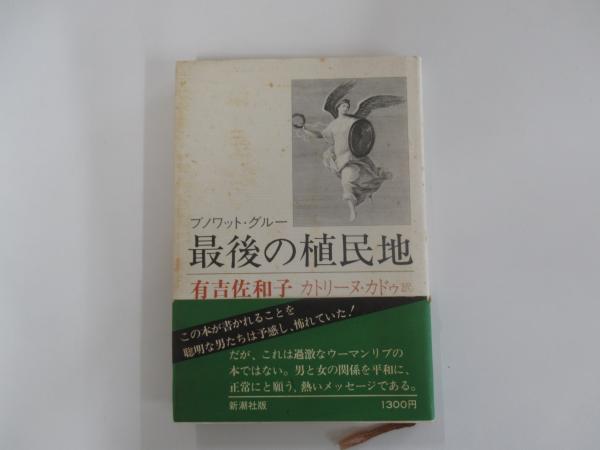 ブノワット・グルー
最後の植民地
有吉佐和子 カトリーヌ・カドゥ訳
この本が書かれることを
聡明な男たちは予感し、怖れていた!
だが、これは過激なウーマンリブの
本ではない。男と女の関係を平和に、
正常にと願う、熱いメッセージである。
新潮社版 1300円